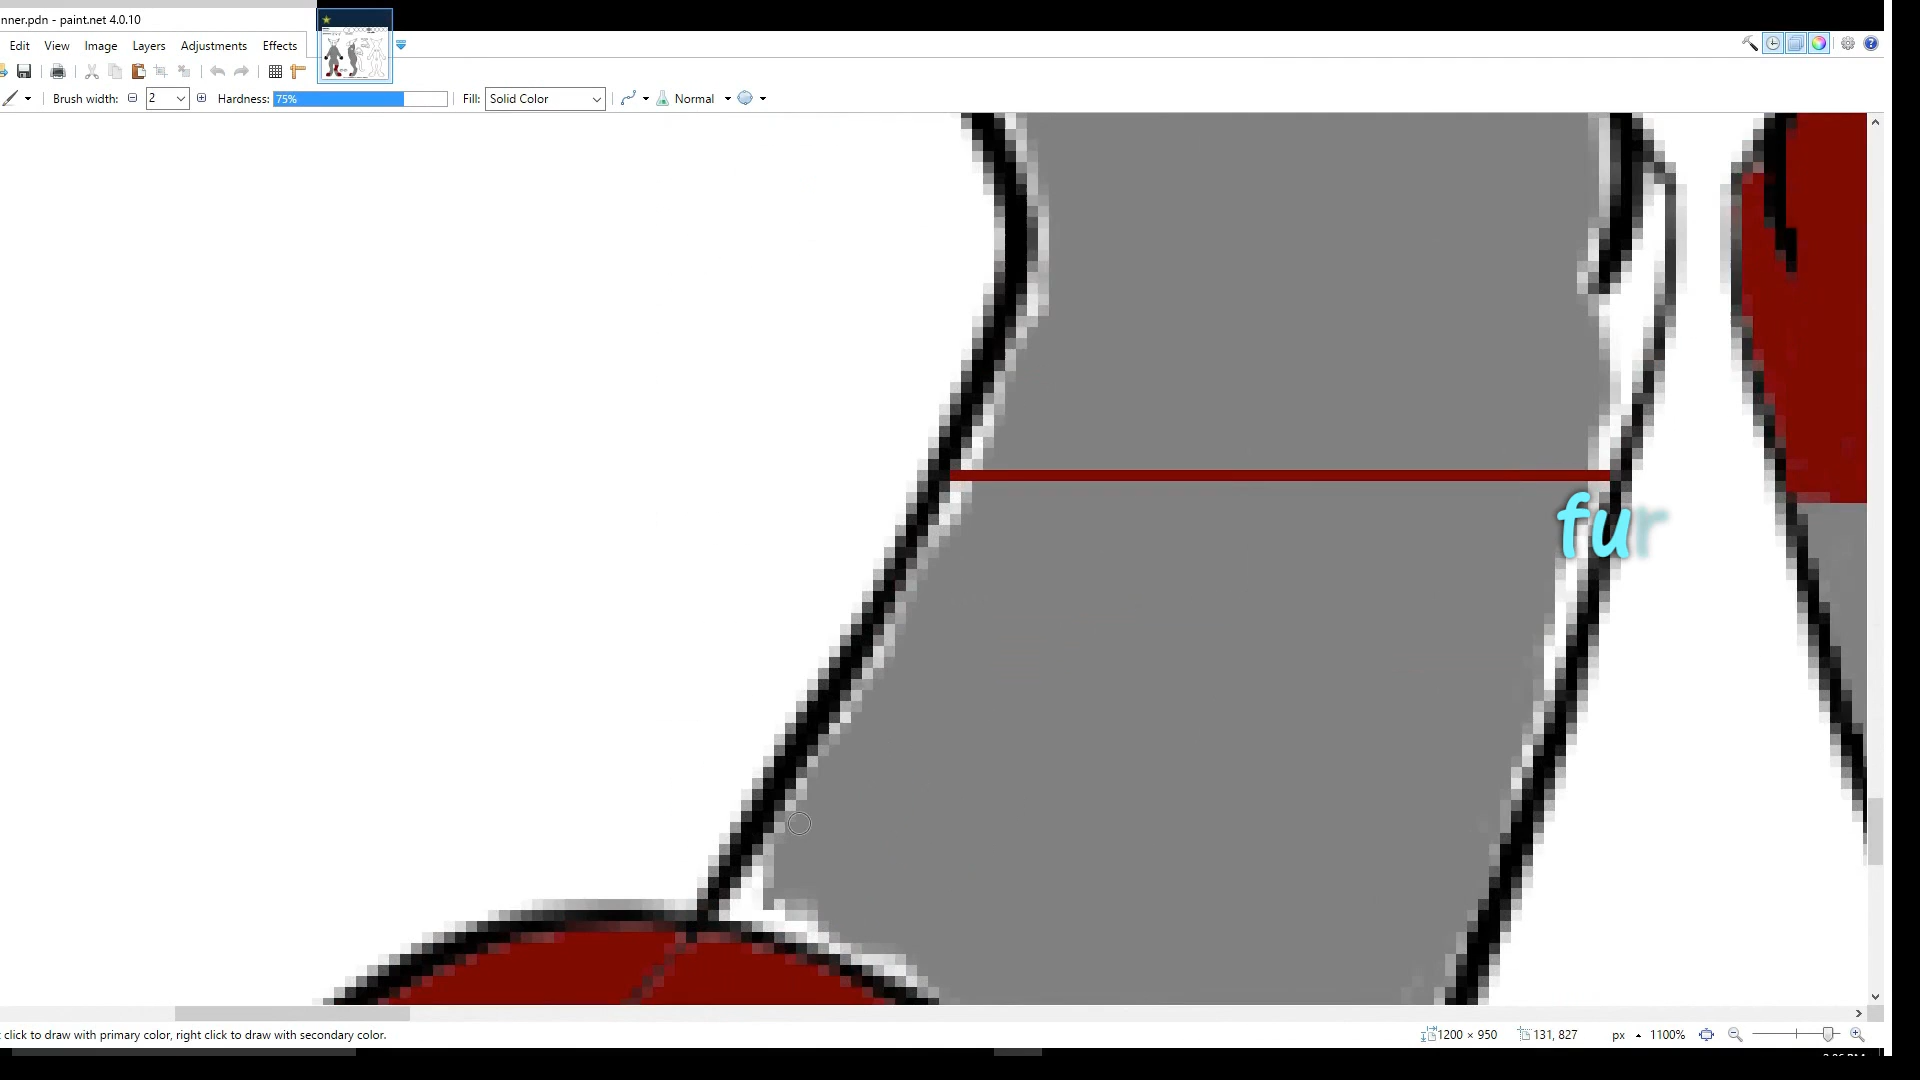 nner.pdn - paint.net 4.0.10
Edit View Image Layers Adjustments Effects
Brush width: 2 Hardness: 75% Fill: Solid Color Normal
fur
click to draw with primary color, right click to draw with secondary color. 1200 × 950 131, 827 px 1100%